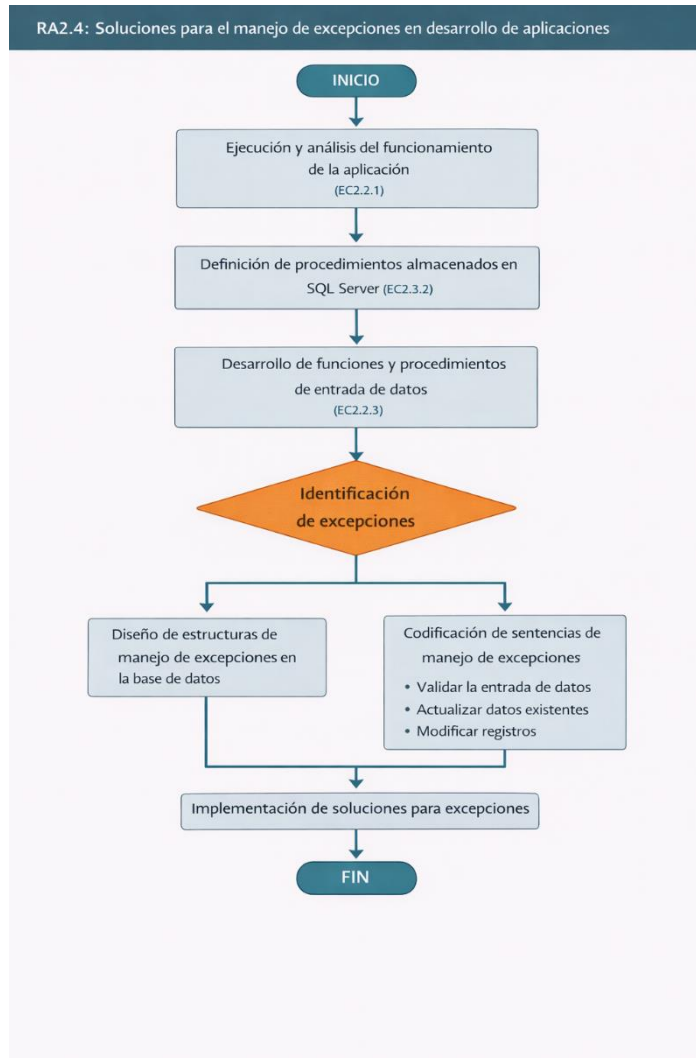 RA2.4: Soluciones para el manejo de excepciones en desarrollo de aplicaciones
INICIO
Ejecución y análisis del funcionamiento
de la aplicación
(EC2.2.1)
Definición de procedimientos almacenados en
SQL Server (EC2.3.2)
Desarrollo de funciones y procedimientos
de entrada de datos
(EC2.2.3)
Identificación
de excepciones
Diseño de estructuras de
manejo de excepciones en
la base de datos
Codificación de sentencias de
manejo de excepciones
• Validar la entrada de datos
• Actualizar datos existentes
• Modificar registros
Implementación de soluciones para excepciones
FIN